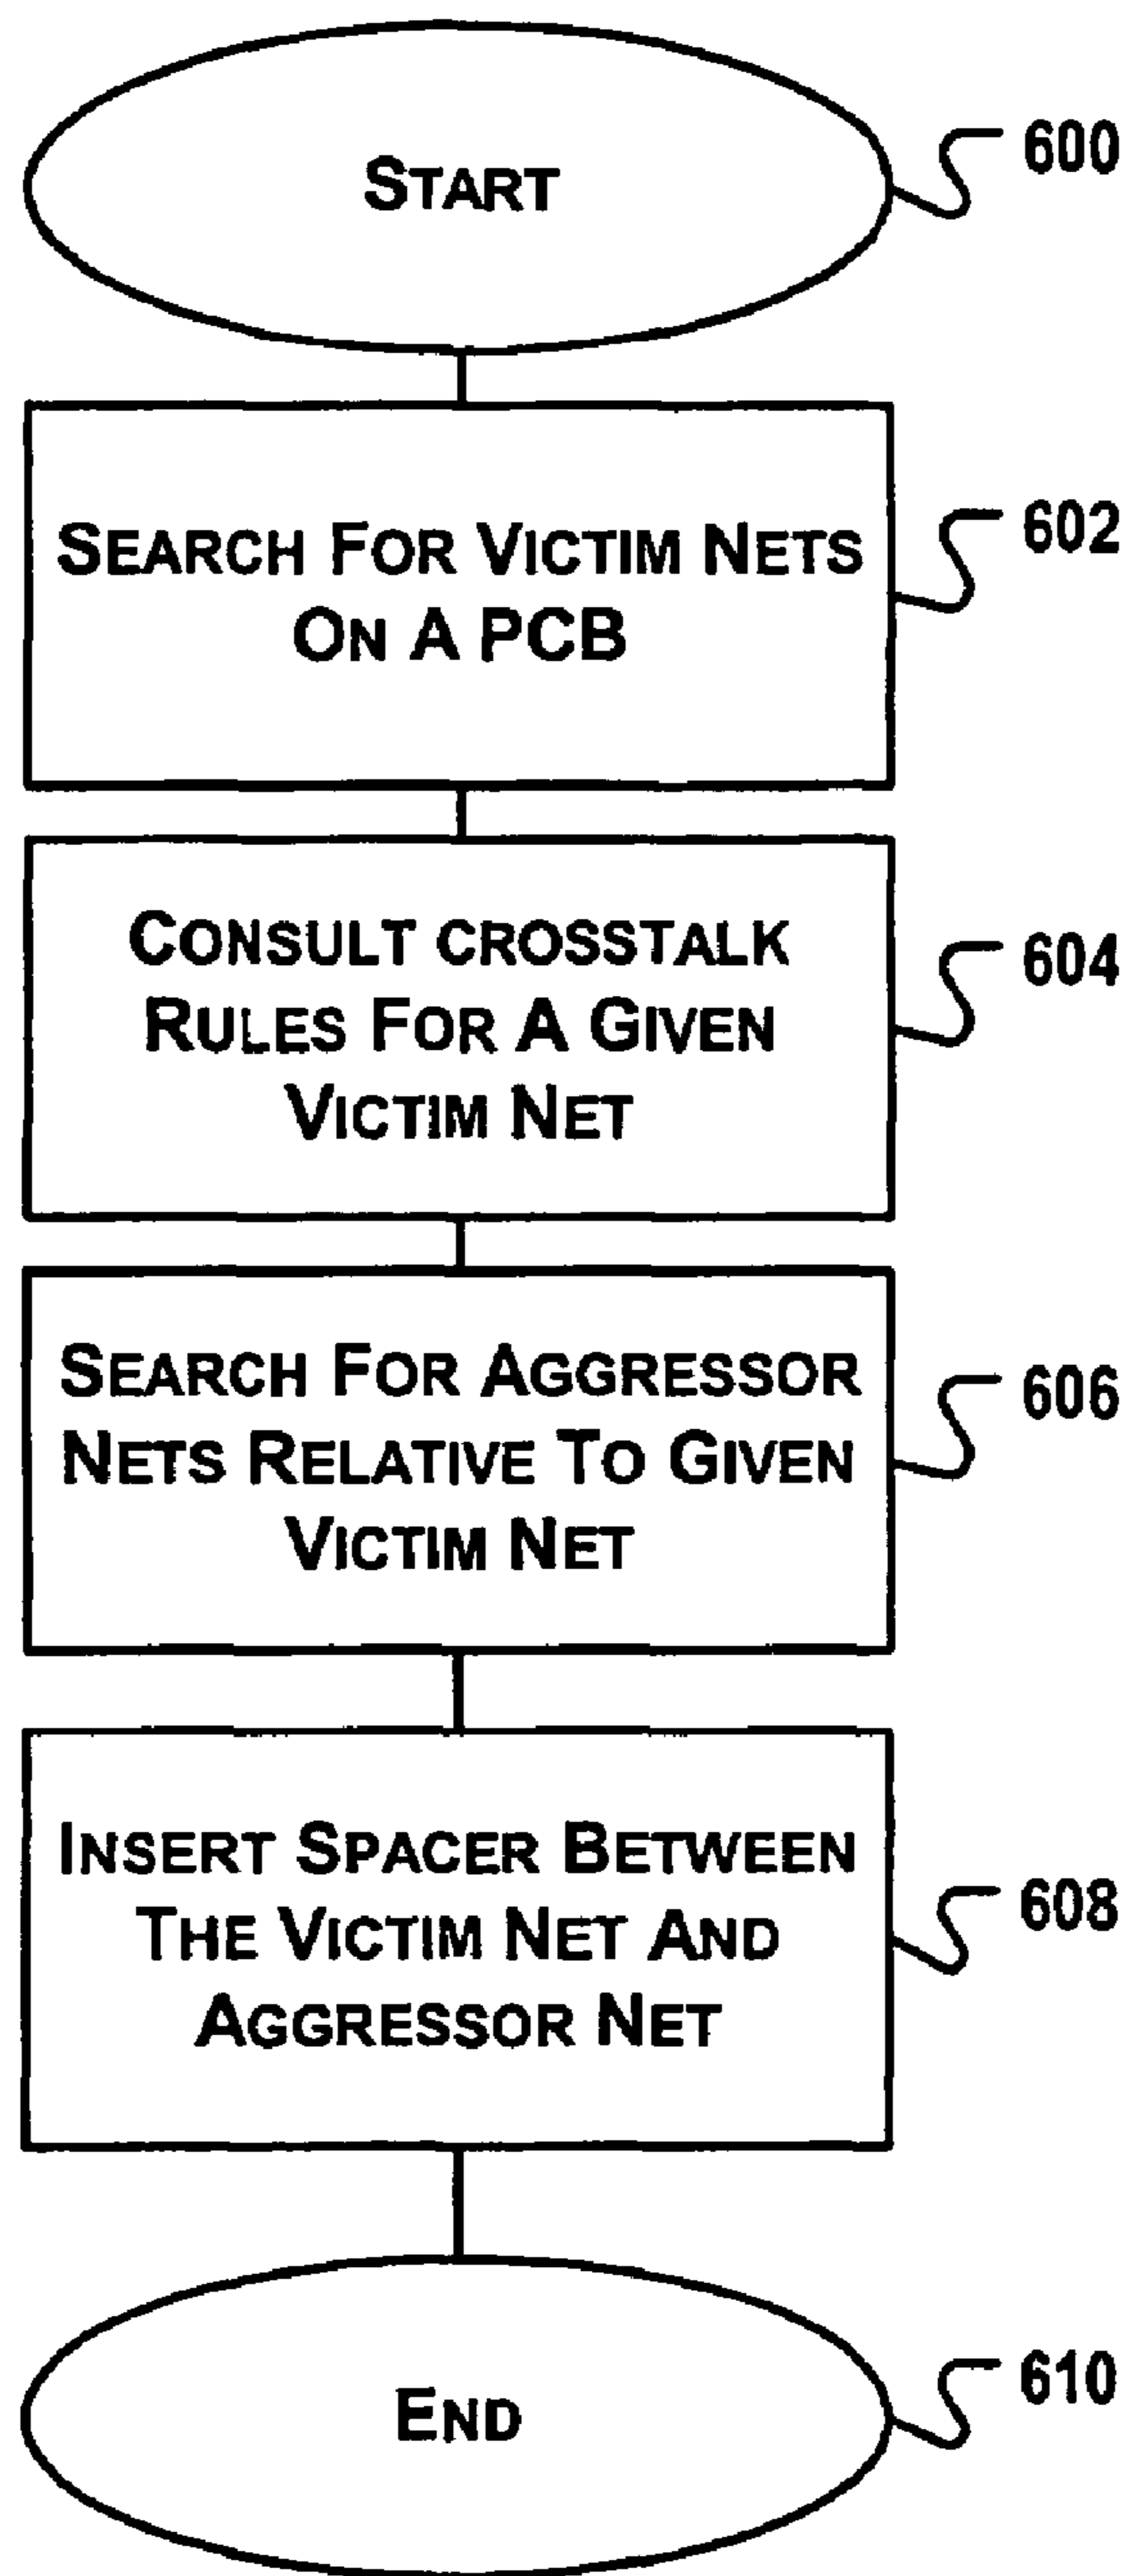 START
600
SEARCH FOR VICTIM NETS
ON A PCB
602
CONSULT CROSSTALK
RULES FOR A GIVEN
VICTIM NET
604
SEARCH FOR AGGRESSOR
NETS RELATIVE TO GIVEN
VICTIM NET
606
INSERT SPACER BETWEEN
THE VICTIM NET AND
AGGRESSOR NET
608
END
610